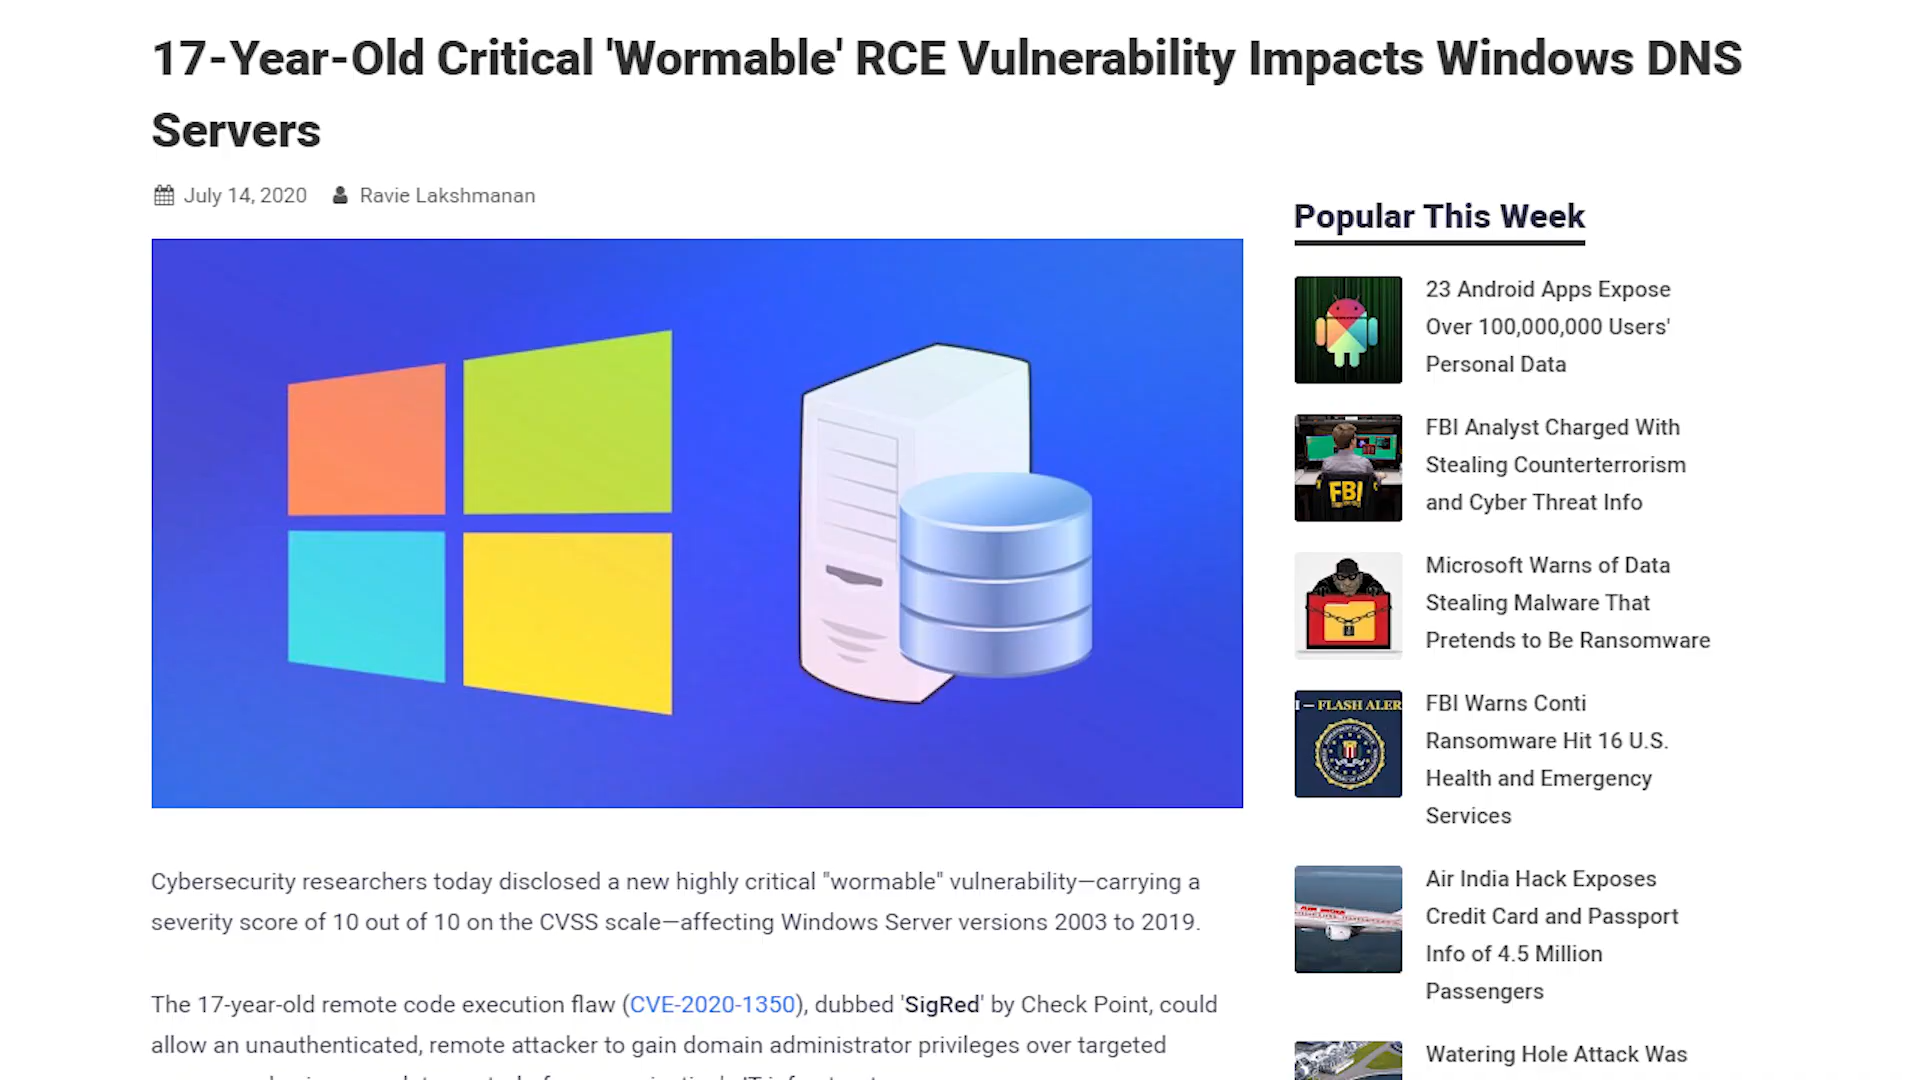 17-Year-Old Critical 'Wormable' RCE Vulnerability Impacts Windows DNS
Servers
July 14, 2020 Ravie Lakshmanan
Cybersecurity researchers today disclosed a new highly critical "wormable" vulnerability—carrying a
severity score of 10 out of 10 on the CVSS scale—affecting Windows Server versions 2003 to 2019.
The 17-year-old remote code execution flaw (CVE-2020-1350), dubbed 'SigRed' by Check Point, could
allow an unauthenticated, remote attacker to gain domain administrator privileges over targeted
Popular This Week
23 Android Apps Expose
Over 100,000,000 Users'
Personal Data
FBI
FBI Analyst Charged With
Stealing Counterterrorism
and Cyber Threat Info
Microsoft Warns of Data
Stealing Malware That
Pretends to Be Ransomware
I — FLASH ALER
FBI Warns Conti
Ransomware Hit 16 U.S.
Health and Emergency
Services
Air India Hack Exposes
Credit Card and Passport
Info of 4.5 Million
Passengers
Watering Hole Attack Was